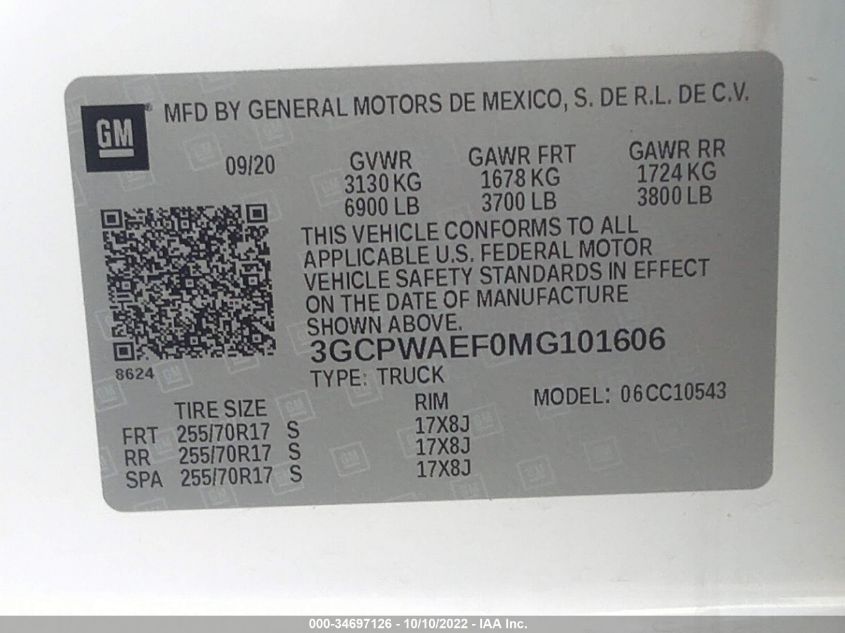 GM ® MFD BY GENERAL MOTORS DE MEXICO, S. DE R.L. DE C.V.
09/20 GVWR GAWR FRT GAWR RR
3130 KG 1678 KG 1724 KG
6900 LB 3700 LB 3800 LB
THIS VEHICLE CONFORMS TO ALL
APPLICABLE U.S. FEDERAL MOTOR
VEHICLE SAFETY STANDARDS IN EFFECT
ON THE DATE OF MANUFACTURE
SHOWN ABOVE.
3GCPWAEF0MG101606
8624 TYPE: TRUCK MODEL: 06CC10543
TIRE SIZE RIM
FRT 255/70R17 S 17X8J
RR 255/70R17 S 17X8J
SPA 255/70R17 S 17X8J
000-34697126 - 10/10/2022 - IAA Inc.